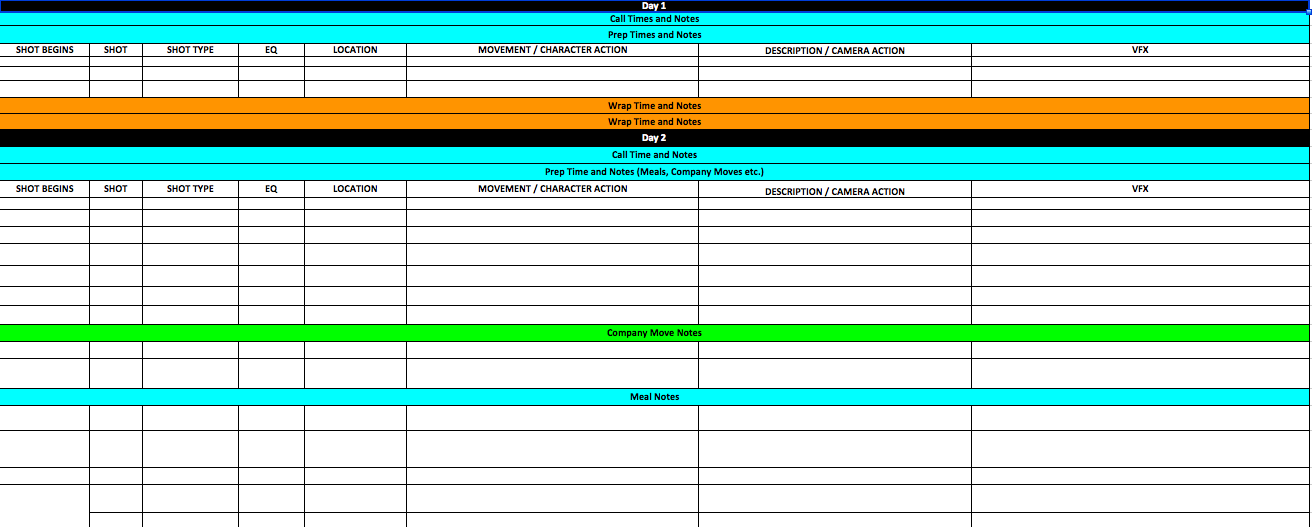 Day 1
Call Times and Notes
Prep Times and Notes
SHOT BEGINS SHOT SHOT TYPE EQ LOCATION MOVEMENT / CHARACTER ACTION DESCRIPTION / CAMERA ACTION VFX
Wrap Time and Notes
Wrap Time and Notes
Day 2
Call Time and Notes
Prep Time and Notes (Meals, Company Moves etc.)
SHOT BEGINS SHOT SHOT TYPE EQ LOCATION MOVEMENT / CHARACTER ACTION DESCRIPTION / CAMERA ACTION VFX
Company Move Notes
Meal Notes